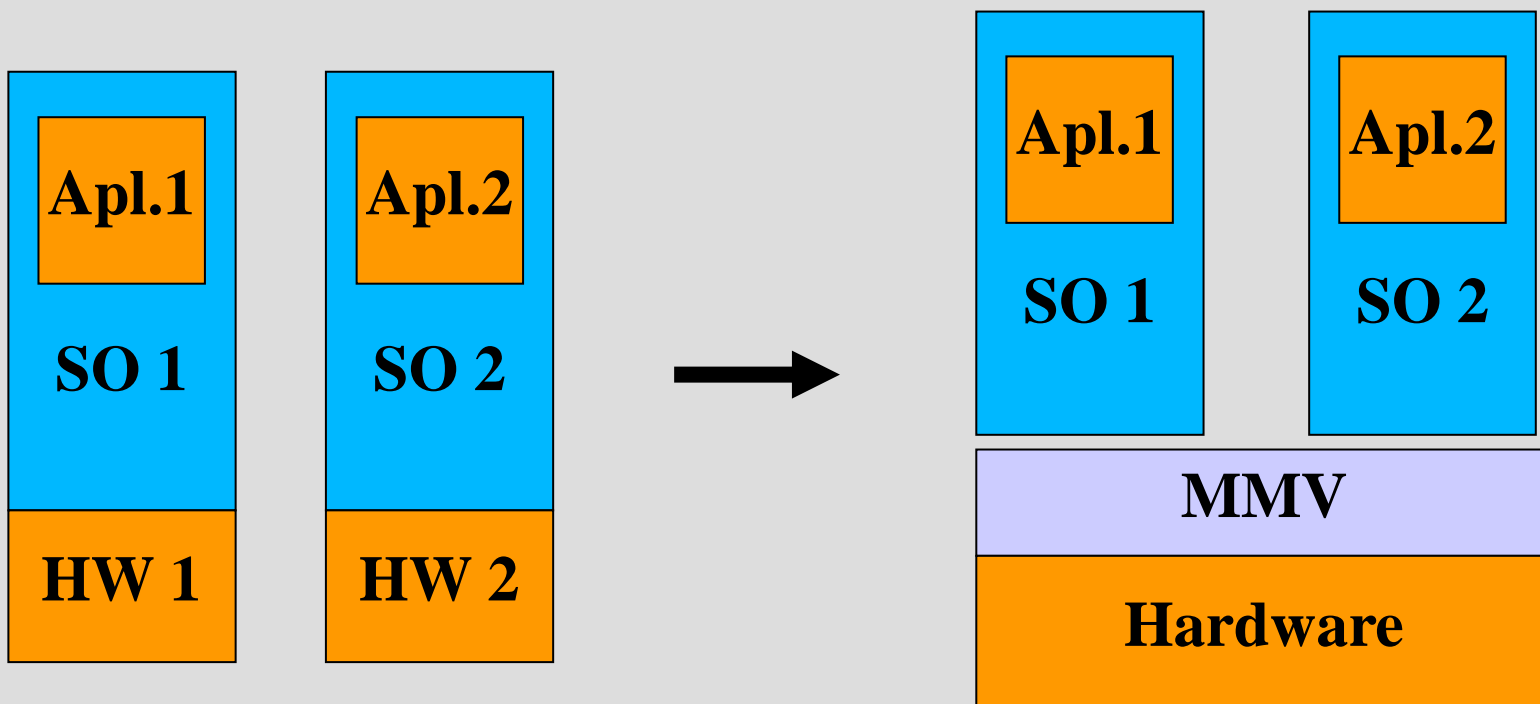 Apl.1
SO 1
HW 1
Apl.2
SO 2
HW 2
Apl.1
SO 1
Apl.2
SO 2
MMV
Hardware